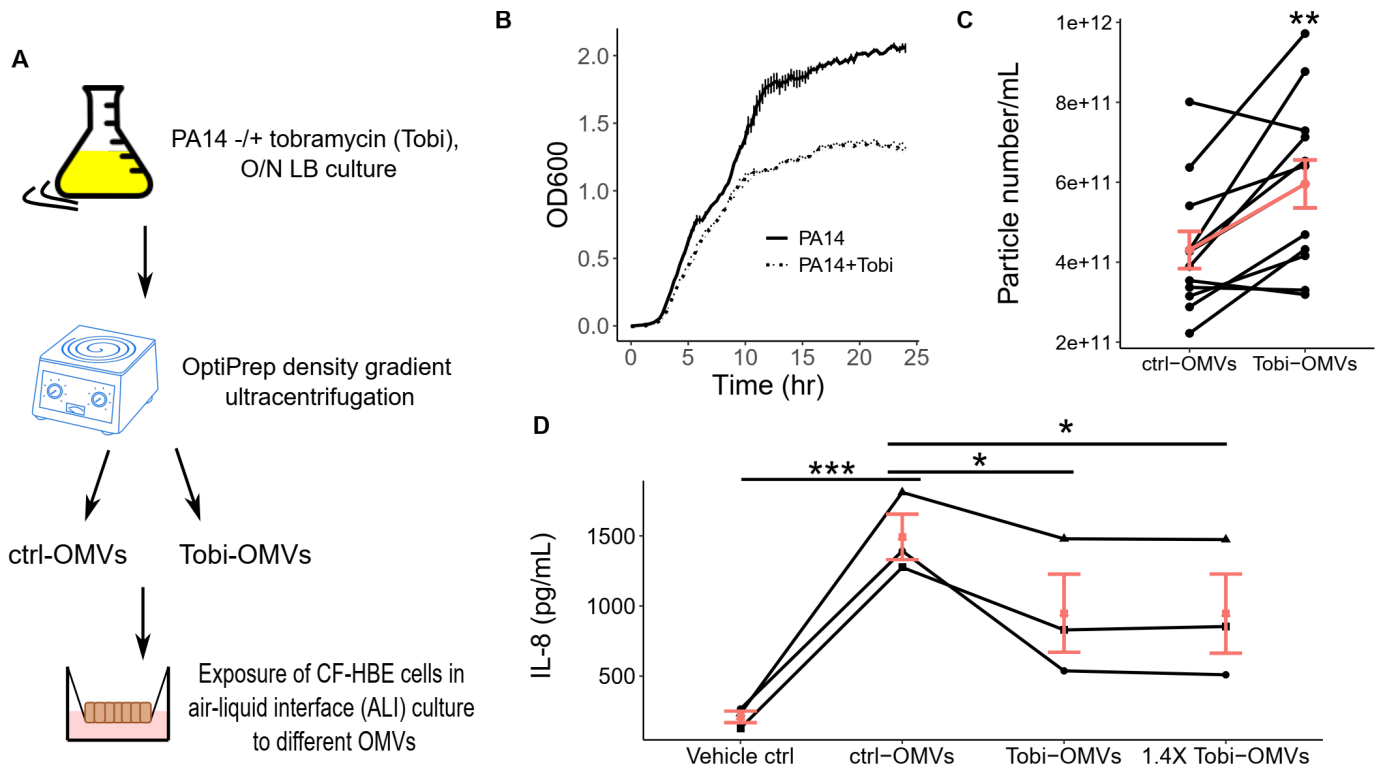 A
PA14 -/+ tobramycin (Tobi),
O/N LB culture
OptiPrep density gradient
ultracentrifugation
ctrl-OMVs
Tobi-OMVs
Exposure of CF-HBE cells in
air-liquid interface (ALI) culture
to different OMVs
B
OD600
2.0
1.5
1.0
0.5
0.0
0
5
10
15
20
25
Time (hr)
PA14
PA14+Tobi
C
Particle number/mL
1e+12
8e+11
6e+11
4e+11
2e+11
**
ctrl−OMVs
Tobi−OMVs
D
IL-8 (pg/mL)
1500
1000
500
***
*
*
Vehicle ctrl
ctrl−OMVs
Tobi−OMVs
1.4X Tobi−OMVs